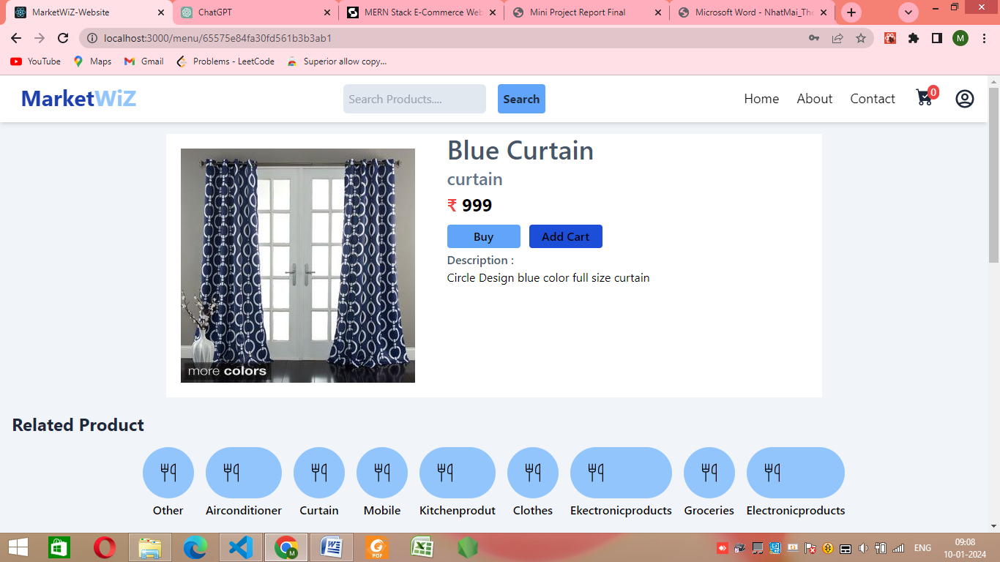 MarketWiZ-Website
ChatGPT
MERN Stack E-Commerce Web
Mini Project Report Final
Microsoft Word - NhatMai_The
localhost:3000/menu/65575e84fa30fd561b3b3ab1
M
YouTube
Maps
Gmail
Problems - LeetCode
Superior allow copy...
MarketWiZ
Search Products....
Search
Home
About
Contact
0
Blue Curtain
curtain
₹ 999
Buy
Add Cart
Description :
Circle Design blue color full size curtain
more colors
Related Product
Other
Airconditioner
Curtain
Mobile
Kitchenprodut
Clothes
Ekectronicproducts
Groceries
Electronicproducts
M
PDF
ENG
09:08
10-01-2024